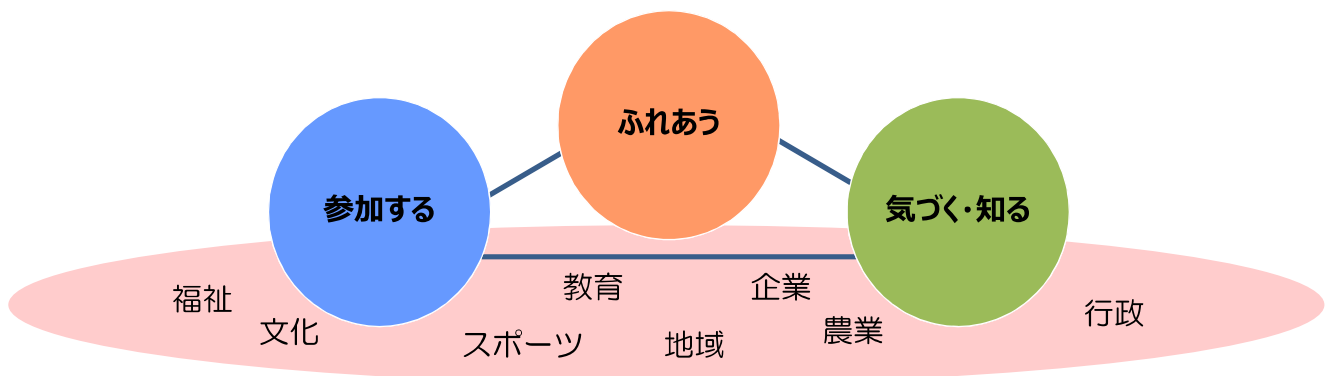 ふれあう
参加する
気づく・知る
教育
企業
福祉
行政
文化
スポーツ
地域
農業